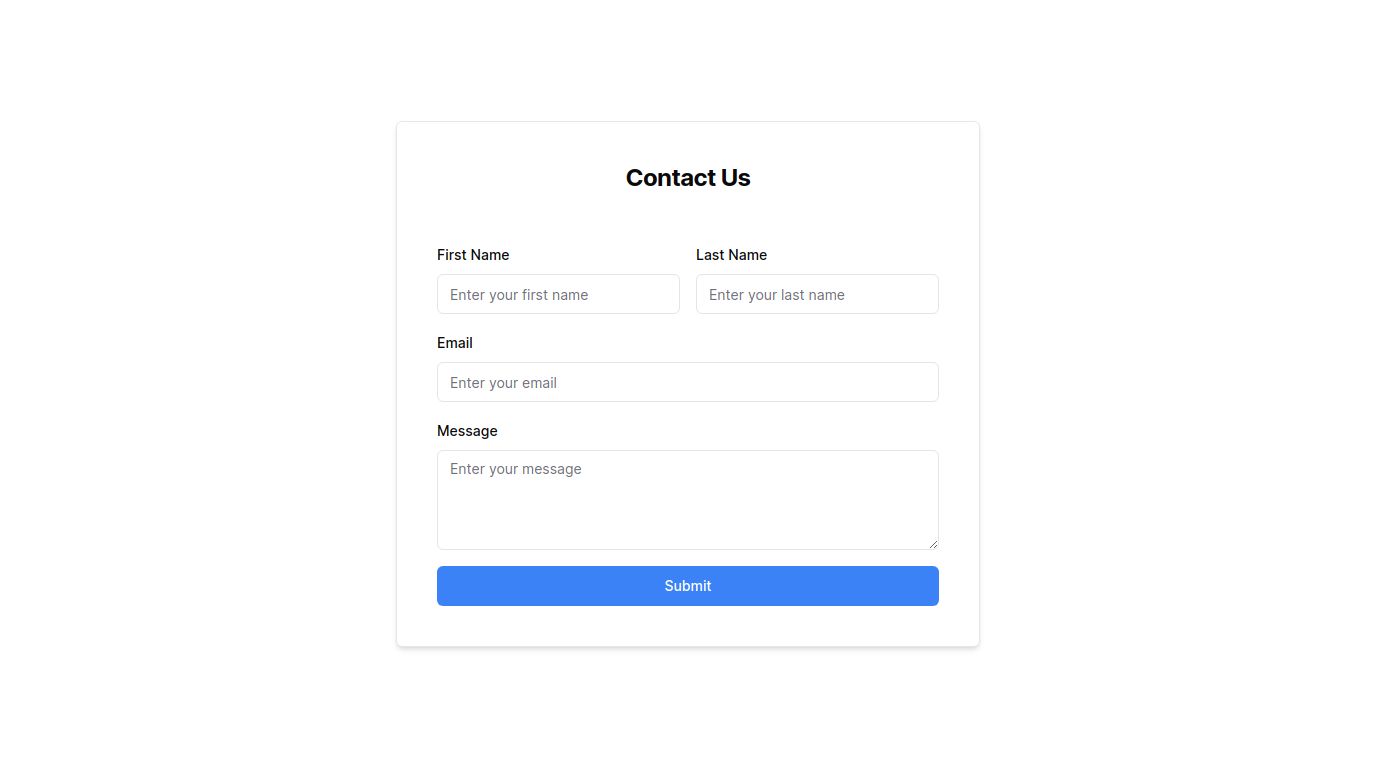 Contact Us
First Name
Last Name
Enter your first name
Enter your last name
Email
Enter your email
Message
Enter your message
Submit